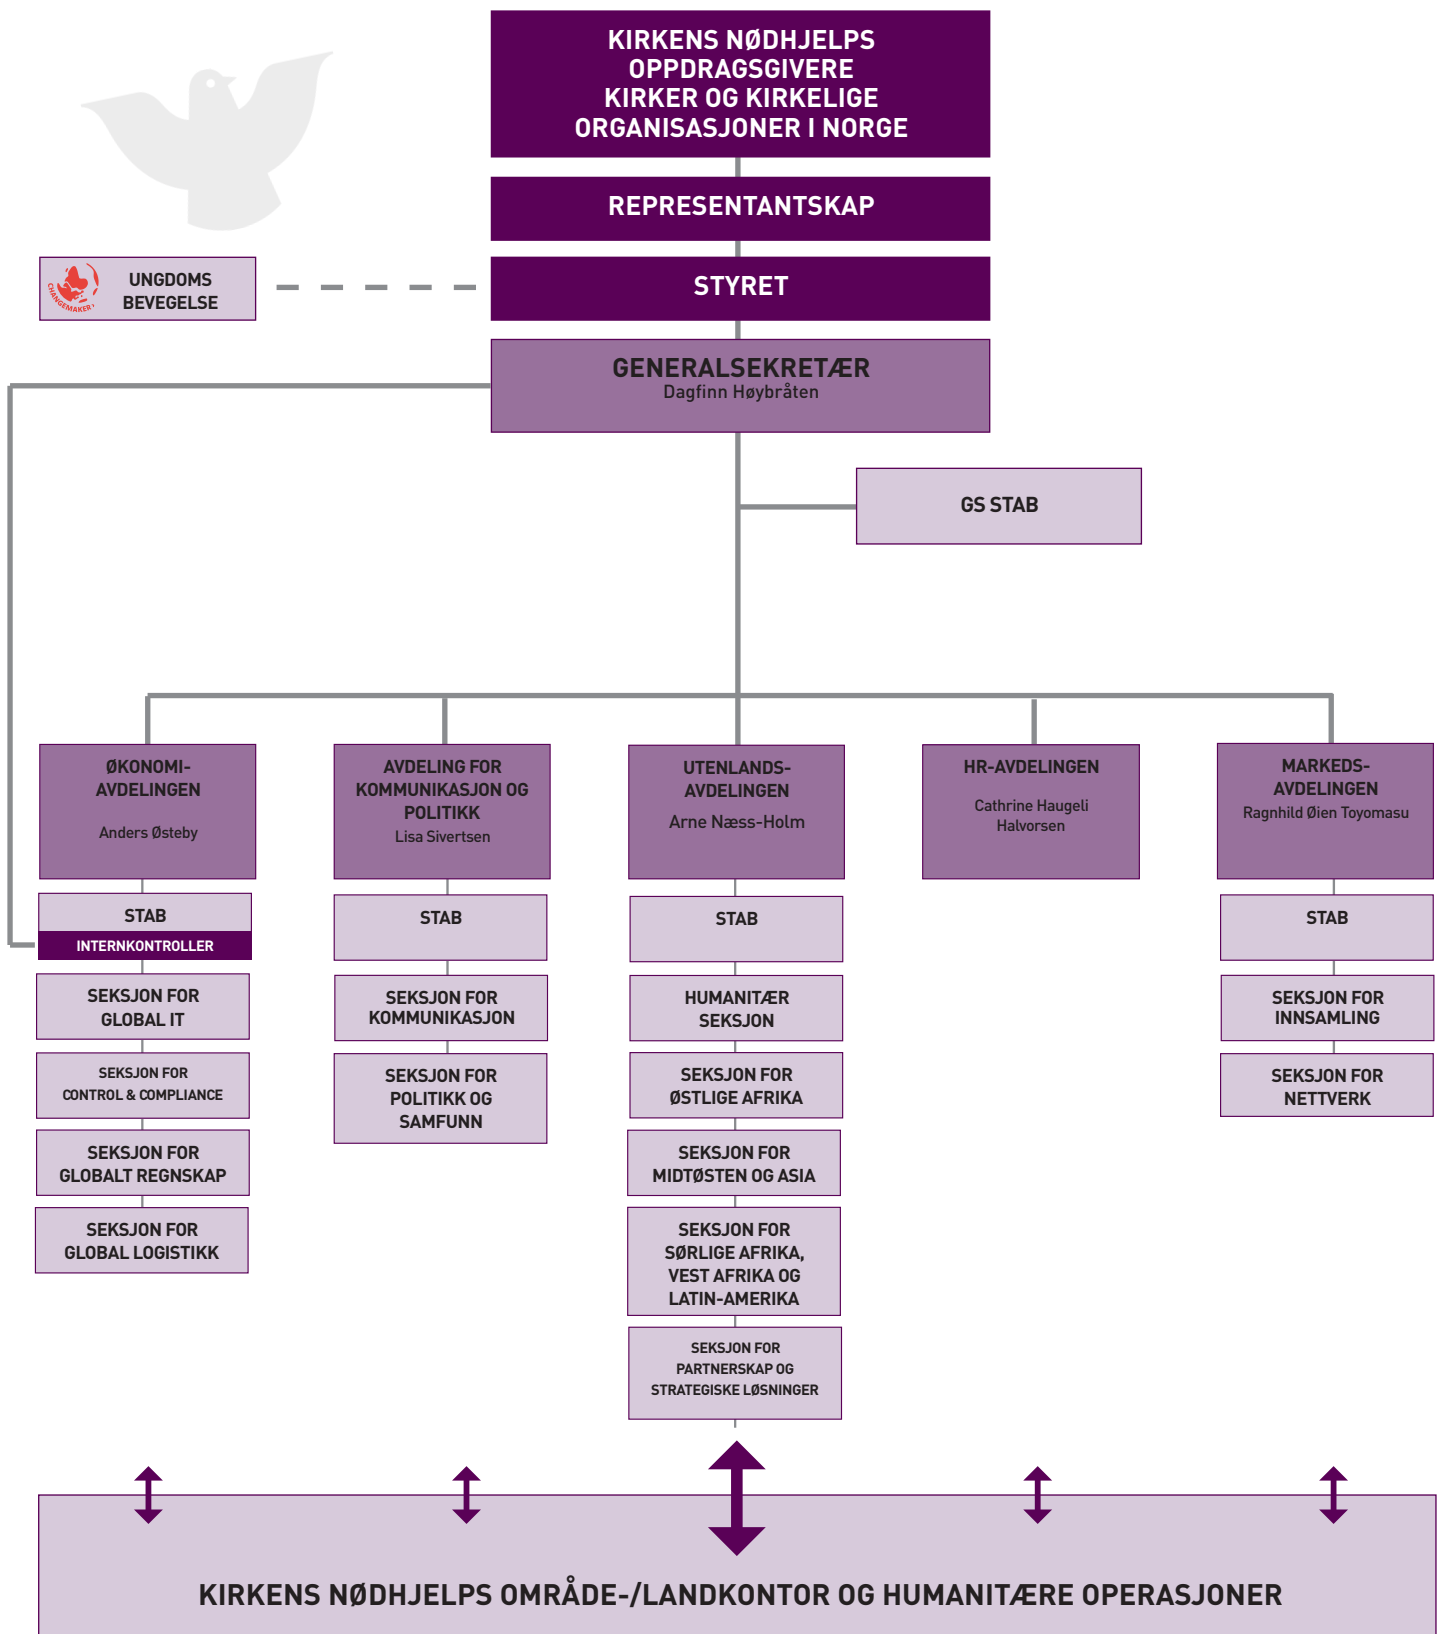 KIRKENS NØDHJELPS
OPPDRAGSGIVERE
KIRKER OG KIRKELIGE
ORGANISASJONER I NORGE
REPRESENTANTSKAP
CHANGEMAKER
UNGDOMS
BEVEGELSE
STYRET
GENERALSEKRETÆR
Dagfinn Høybråten
GS STAB
ØKONOMI-
AVDELINGEN
Anders Østeby
STAB
INTERNKONTROLLER
SEKSJON FOR
GLOBAL IT
SEKSJON FOR
CONTROL & COMPLIANCE
SEKSJON FOR
GLOBALT REGNSKAP
SEKSJON FOR
GLOBAL LOGISTIKK
AVDELING FOR
KOMMUNIKASJON OG
POLITIKK
Lisa Sivertsen
STAB
SEKSJON FOR
KOMMUNIKASJON
SEKSJON FOR
POLITIKK OG
SAMFUNN
UTENLANDS-
AVDELINGEN
Arne Næss-Holm
STAB
HUMANITÆR
SEKSJON
SEKSJON FOR
ØSTLIGE AFRIKA
SEKSJON FOR
MIDTØSTEN OG ASIA
SEKSJON FOR
SØRLIGE AFRIKA,
VEST AFRIKA OG
LATIN-AMERIKA
SEKSJON FOR
PARTNERSKAP OG
STRATEGISKE LØSNINGER
HR-AVDELINGEN
Cathrine Haugeli
Halvorsen
MARKEDS-
AVDELINGEN
Ragnhild Øien Toyomasu
STAB
SEKSJON FOR
INNSAMLING
SEKSJON FOR
NETTVERK
KIRKENS NØDHJELPS OMRÅDE-/LANDKONTOR OG HUMANITÆRE OPERASJONER